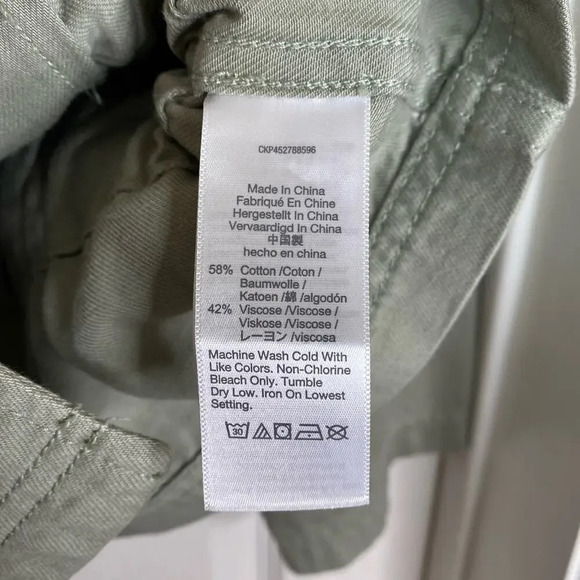 CKP452788596
Made In China
Fabriqué En Chine
Hergestellt In China
Vervaardigd In China
中国製
hecho en china
58% Cotton /Coton /
Baumwolle /
Katoen /綿 /algodón
42% Viscose /Viscose /
Viskose /Viscose /
レーヨン /viscosa
Machine Wash Cold With
Like Colors. Non-Chlorine
Bleach Only. Tumble
Dry Low. Iron On Lowest
Setting.
30